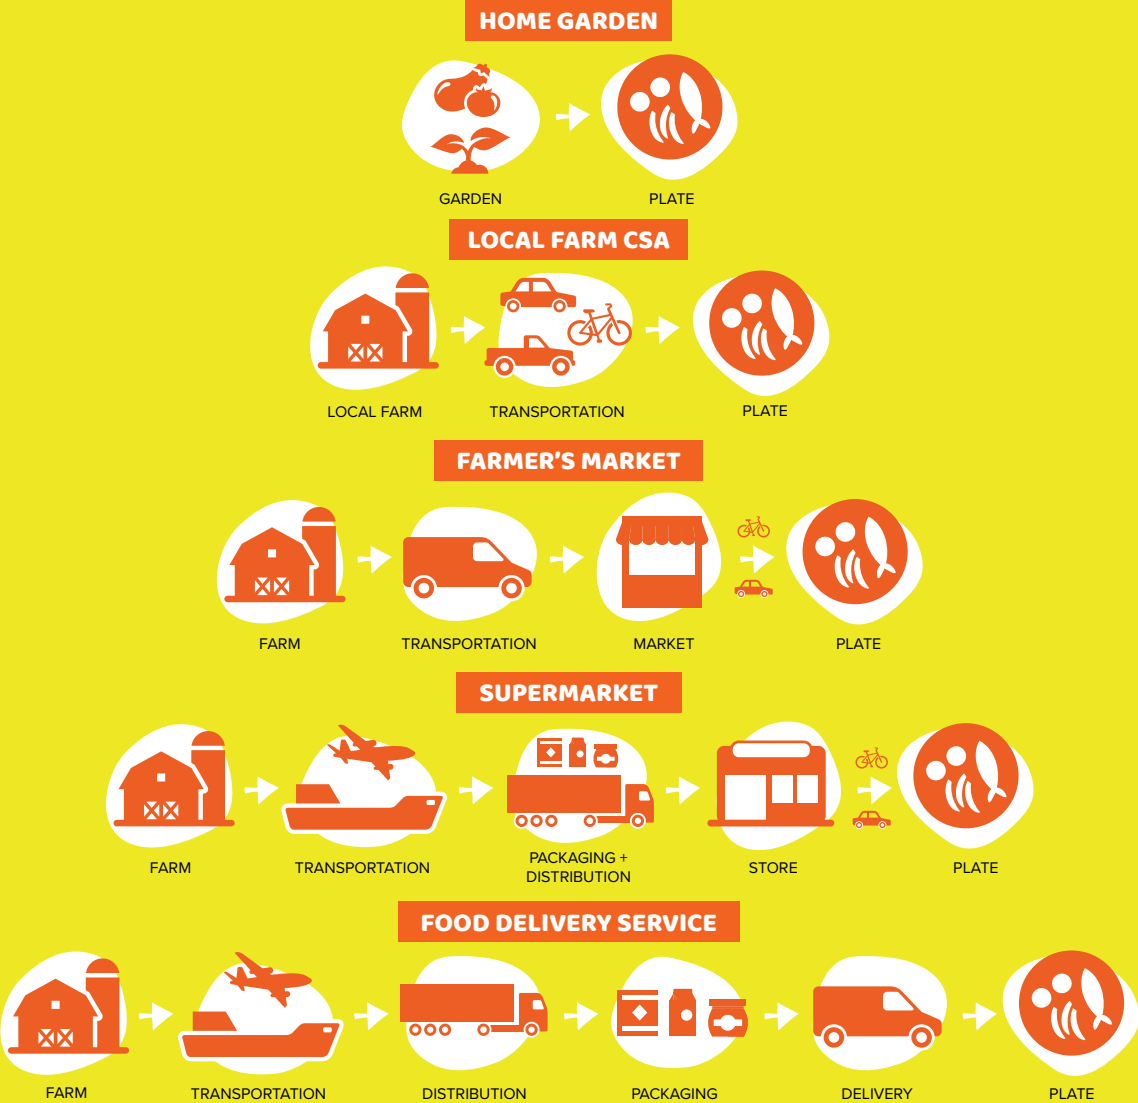 HOME GARDEN
GARDEN
PLATE
LOCAL FARM CSA
LOCAL FARM
TRANSPORTATION
PLATE
FARMER'S MARKET
FARM
TRANSPORTATION
MARKET
PLATE
SUPERMARKET
FARM
TRANSPORTATION
PACKAGING +
DISTRIBUTION
STORE
PLATE
FOOD DELIVERY SERVICE
FARM
TRANSPORTATION
DISTRIBUTION
PACKAGING
DELIVERY
PLATE